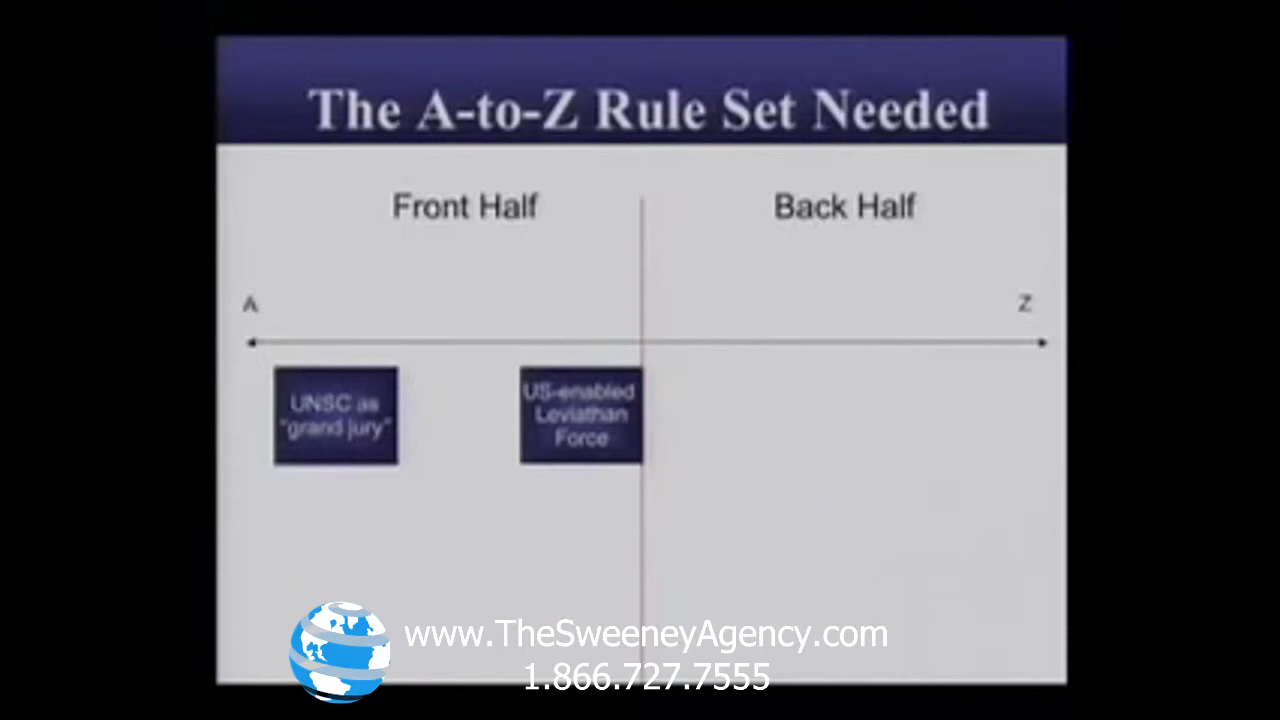 The A-to-Z Rule Set Needed
Front Half
Back Half
A
Z
UNSC as
"grand jury"
US-enabled
Leviathan
Force
www.TheSweeneyAgency.com
1.866.727.7555